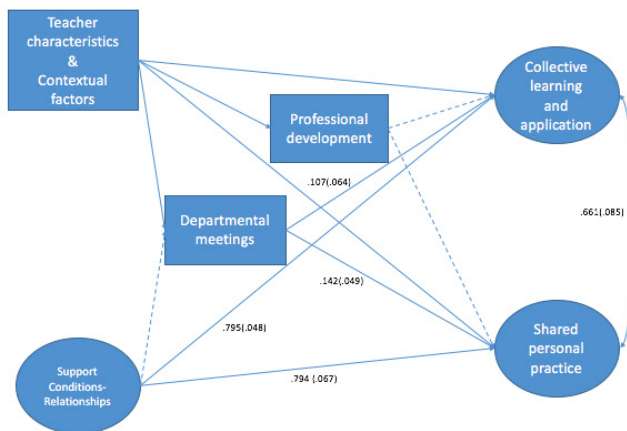 Teacher
characteristics
&
Contextual
factors
Collective
learning
and
application
Professional
development
.107(.064)
Departmental
meetings
.661(.085)
.142(.049)
.795(.048)
Shared
personal
practice
Support
Conditions-
Relationships
.794 (.067)